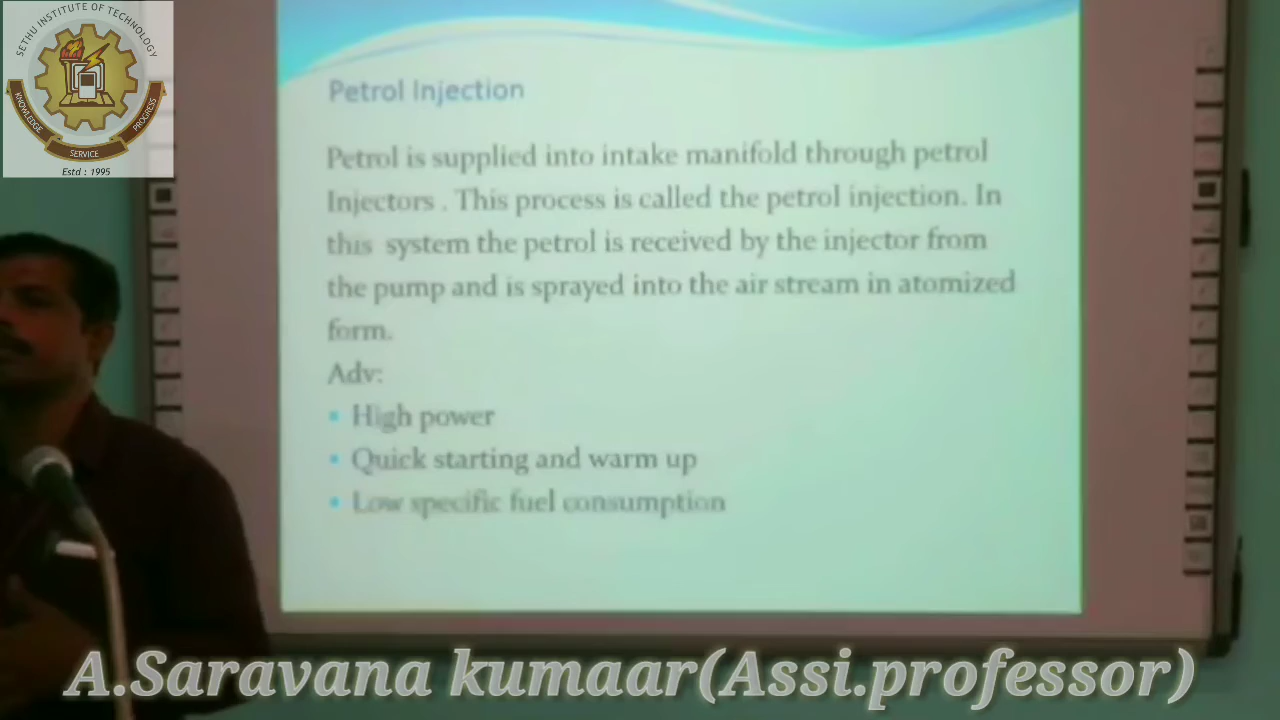 SETHU INSTITUTE OF TECHNOLOGY
KNOWLEDGE
SERVICE
PROGRESS
Estd : 1995
Petrol Injection
Petrol is supplied into intake manifold through petrol
Injectors . This process is called the petrol injection. In
this system the petrol is received by the injector from
the pump and is sprayed into the air stream in atomized
form.
Adv:
• High power
• Quick starting and warm up
• Low specific fuel consumption
A.Saravana kumaar(Assi.professor)